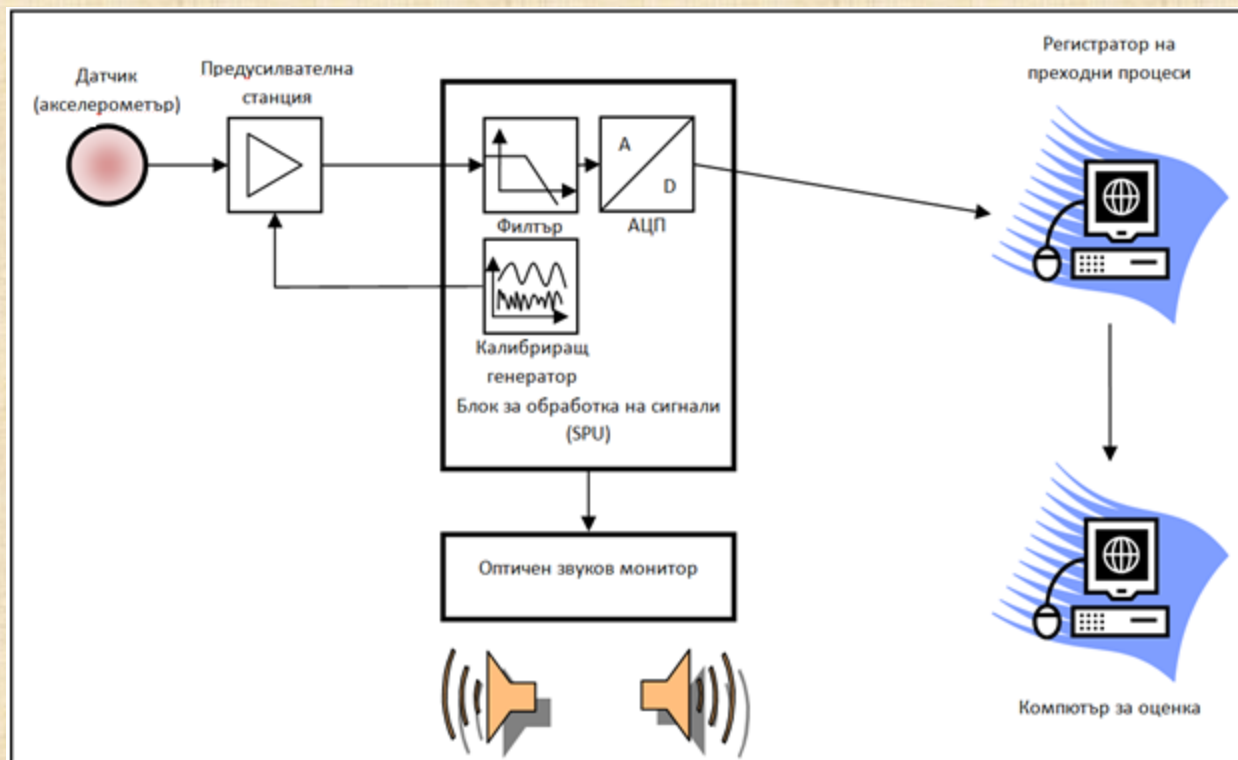 Датчик
(акселерометър)
Предусилвателна
станция
Регистратор на
преходни процеси
A
D
Филтър
АЦП
Калибриращ
генератор
Блок за обработка на сигнали
(SPU)
Оптичен звуков монитор
Компютър за оценка